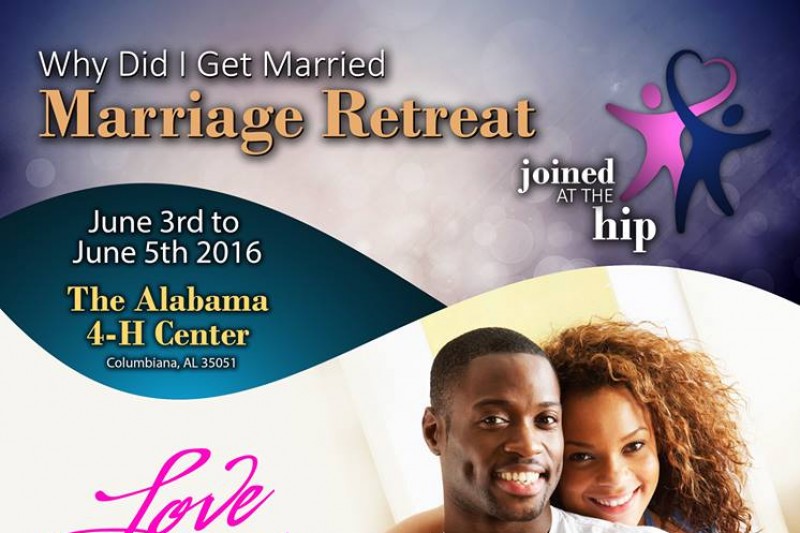 Why Did I Get Married
Marriage Retreat
joined
AT THE
hip
June 3rd to
June 5th 2016
The Alabama
4-H Center
Columbiana, AL 35051
Love